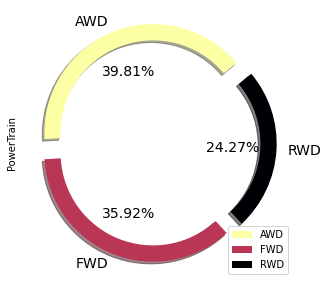 AWD
39.81%
PowerTrain
24.27%
RWD
35.92%
FWD
AWD
FWD
RWD